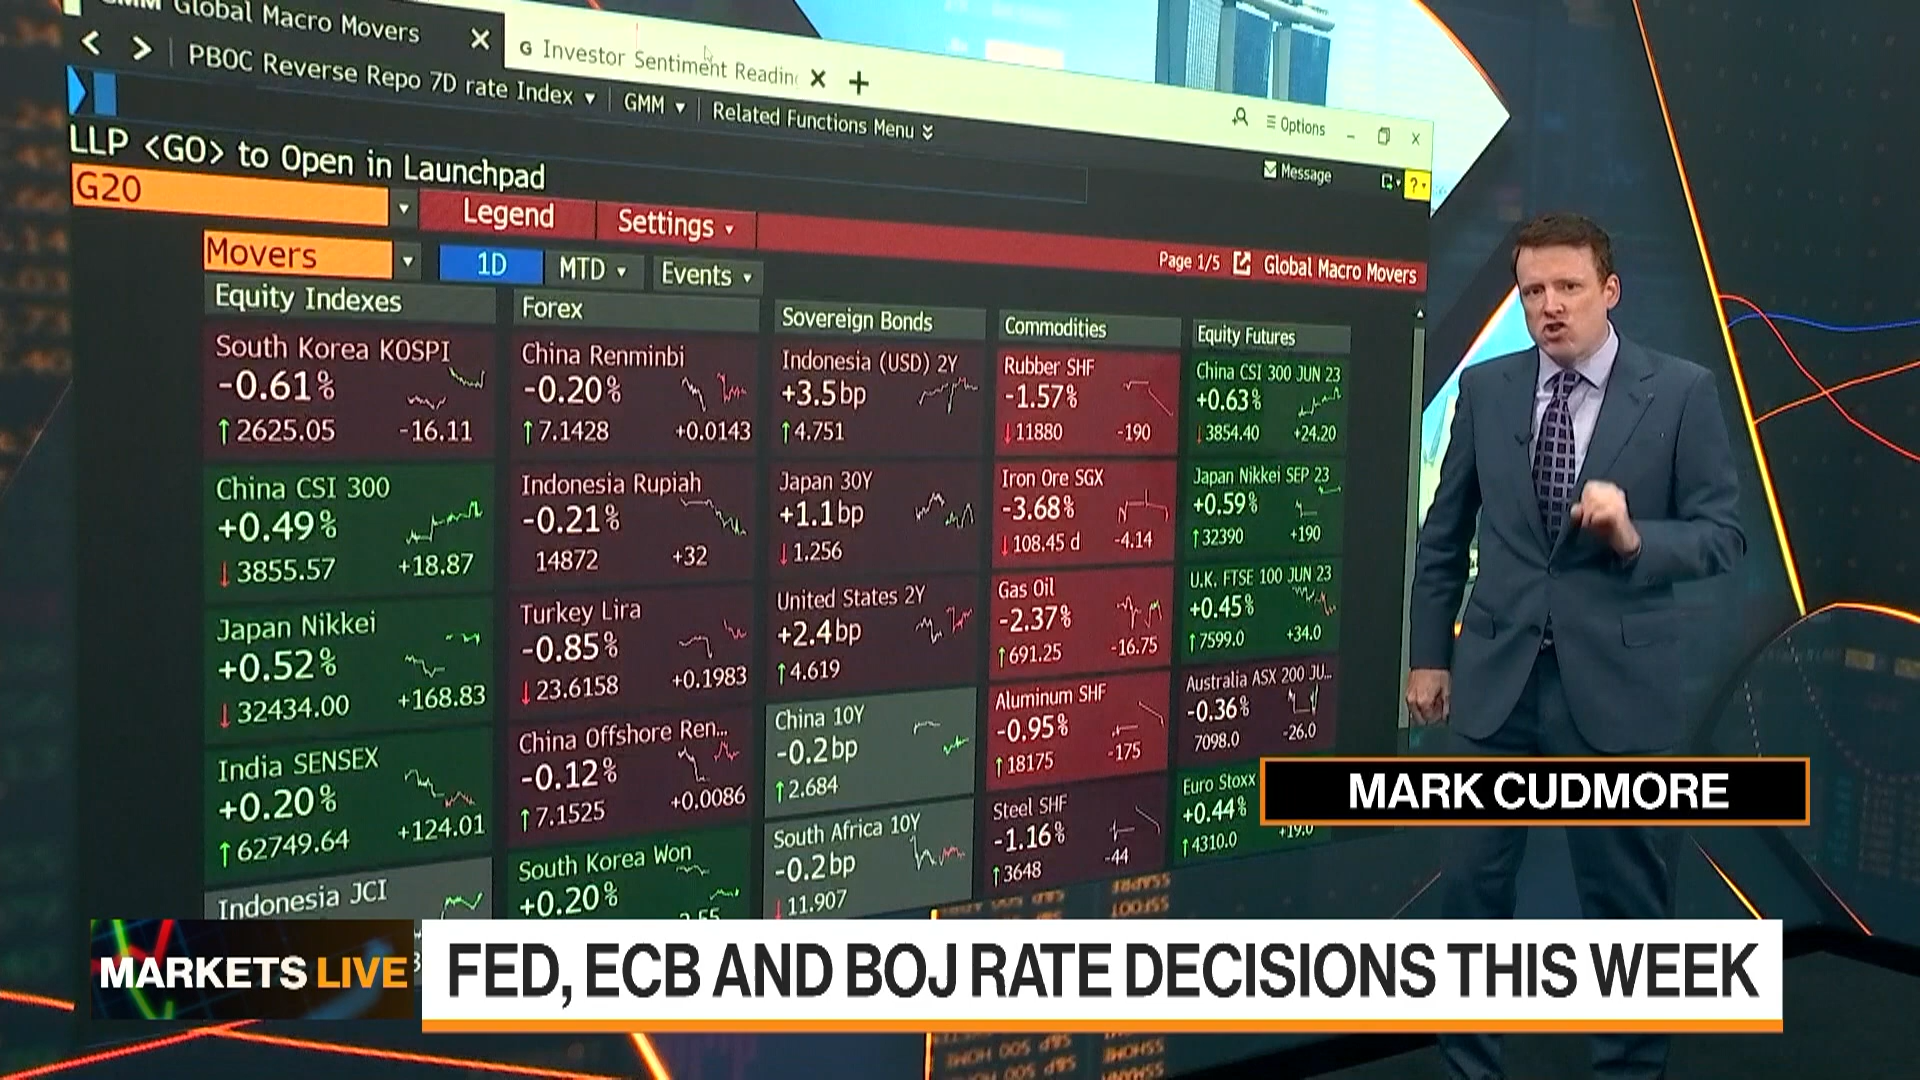 GMM Global Macro Movers
G Investor Sentiment Readin
PBOC Reverse Repo 7D rate Index
GMM
Related Functions Menu
Options
LLP <GO> to Open in Launchpad
Message
G20
Legend
Settings
Page 1/5
Global Macro Movers
Movers
1D
MTD
Events
Equity Indexes
South Korea KOSPI
-0.61%
↑2625.05 -16.11
China CSI 300
+0.49%
↓3855.57 +18.87
Japan Nikkei
+0.52%
↓32434.00 +168.83
India SENSEX
+0.20%
↑62749.64 +124.01
Indonesia JCI
Forex
China Renminbi
-0.20%
↑7.1428 +0.0143
Indonesia Rupiah
-0.21%
14872 +32
Turkey Lira
-0.85%
↓23.6158 +0.1983
China Offshore Ren...
-0.12%
↑7.1525 +0.0086
South Korea Won
+0.20%
Sovereign Bonds
Indonesia (USD) 2Y
+3.5bp
↑4.751
Japan 30Y
+1.1bp
↓1.256
United States 2Y
+2.4bp
↑4.619
China 10Y
-0.2bp
↑2.684
South Africa 10Y
-0.2bp
↓11.907
Commodities
Rubber SHF
-1.57%
↓11880 -190
Iron Ore SGX
-3.68%
↓108.45 d -4.14
Gas Oil
-2.37%
↑691.25 -16.75
Aluminum SHF
-0.95%
↑18175 -175
Steel SHF
-1.16%
↑3648 -44
Equity Futures
China CSI 300 JUN 23
+0.63%
↓3854.40 +24.20
Japan Nikkei SEP 23
+0.59%
↑32390 +190
U.K. FTSE 100 JUN 23
+0.45%
↑7599.0 +34.0
Australia ASX 200 JU...
-0.36%
7098.0 -26.0
Euro Stoxx
+0.44%
↑4310.0 +19.0
MARK CUDMORE
MARKETS LIVE
FED, ECB AND BOJ RATE DECISIONS THIS WEEK